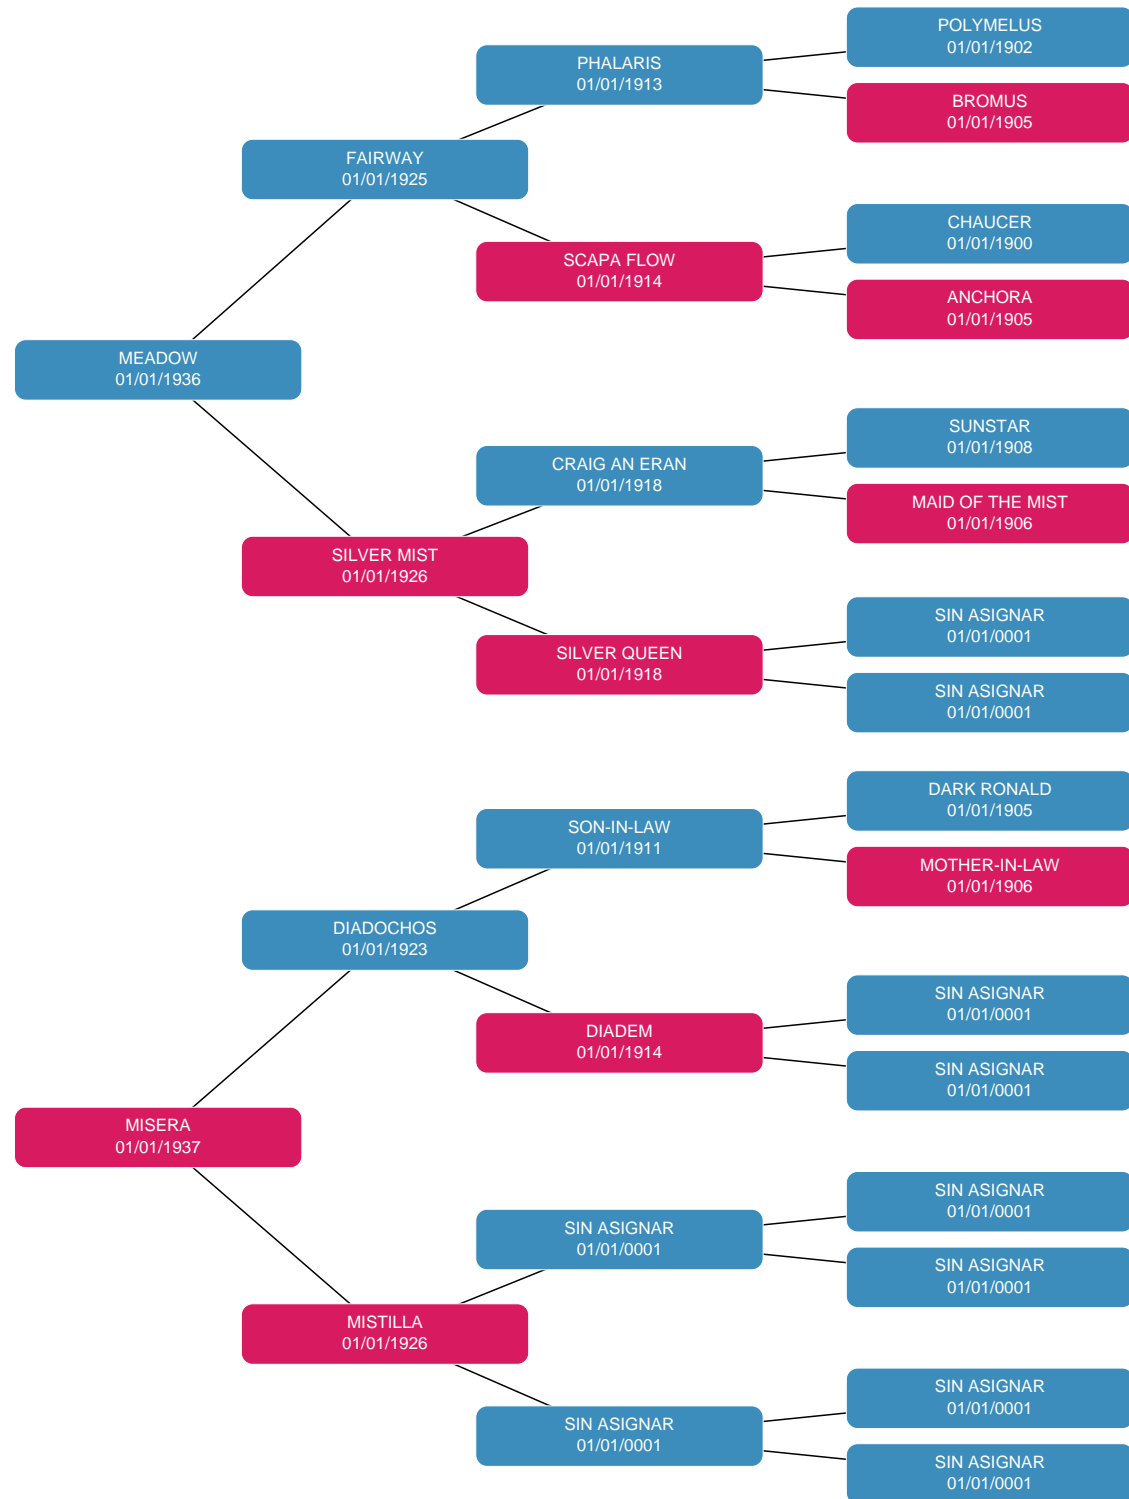 POLYMELUS
01/01/1902
PHALARIS
01/01/1913
BROMUS
01/01/1905
FAIRWAY
01/01/1925
CHAUCER
01/01/1900
SCAPA FLOW
01/01/1914
ANCHORA
01/01/1905
MEADOW
01/01/1936
SUNSTAR
01/01/1908
CRAIG AN ERAN
01/01/1918
MAID OF THE MIST
01/01/1906
SILVER MIST
01/01/1926
SIN ASIGNAR
01/01/0001
SILVER QUEEN
01/01/1918
SIN ASIGNAR
01/01/0001
DARK RONALD
01/01/1905
SON-IN-LAW
01/01/1911
MOTHER-IN-LAW
01/01/1906
DIADOCHOS
01/01/1923
SIN ASIGNAR
01/01/0001
DIADEM
01/01/1914
SIN ASIGNAR
01/01/0001
MISERA
01/01/1937
SIN ASIGNAR
01/01/0001
SIN ASIGNAR
01/01/0001
SIN ASIGNAR
01/01/0001
MISTILLA
01/01/1926
SIN ASIGNAR
01/01/0001
SIN ASIGNAR
01/01/0001
SIN ASIGNAR
01/01/0001